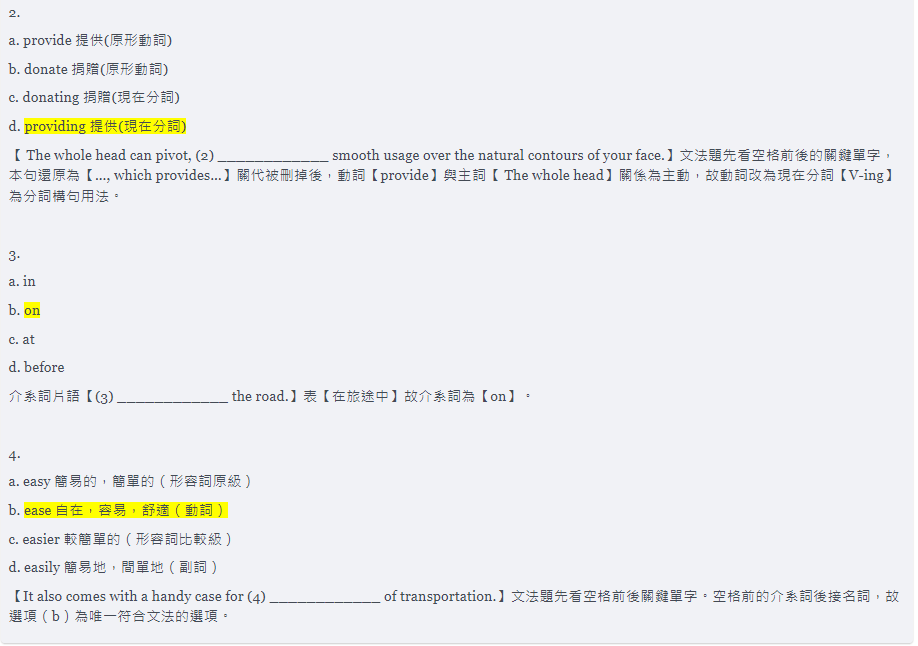 2.
a. provide 提供(原形動詞)
b. donate 捐贈(原形動詞)
c. donating 捐贈(現在分詞)
d. providing 提供(現在分詞)
【 The whole head can pivot, (2) ____________ smooth usage over the natural contours of your face.】文法題先看空格前後的關鍵單字，
本句還原為【..., which provides...】關代被刪掉後，動詞【provide】與主詞【 The whole head】關係為主動，故動詞改為現在分詞【V-ing】
為分詞構句用法。
3.
a. in
b. on
c. at
d. before
介系詞片語【(3) ____________ the road.】表【在旅途中】故介系詞為【on】。
4.
a. easy 簡易的，簡單的（形容詞原級）
b. ease 自在，容易，舒適（動詞）
c. easier 較簡單的（形容詞比較級）
d. easily 簡易地，間單地（副詞）
【It also comes with a handy case for (4) ____________ of transportation.】文法題先看空格前後關鍵單字。空格前的介系詞後接名詞，故
選項（b）為唯一符合文法的選項。